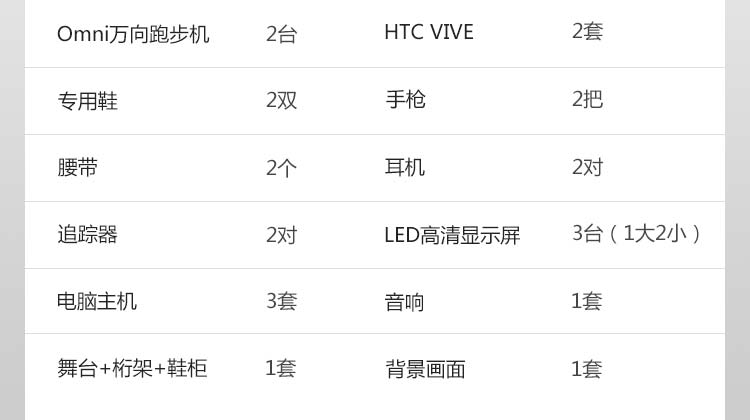 Omni万向跑步机 2台 HTC VIVE 2套
专用鞋 2双 手枪 2把
腰带 2个 耳机 2对
追踪器 2对 LED高清显示屏 3台（1大2小）
电脑主机 3套 音响 1套
舞台+桁架+鞋柜 1套 背景画面 1套